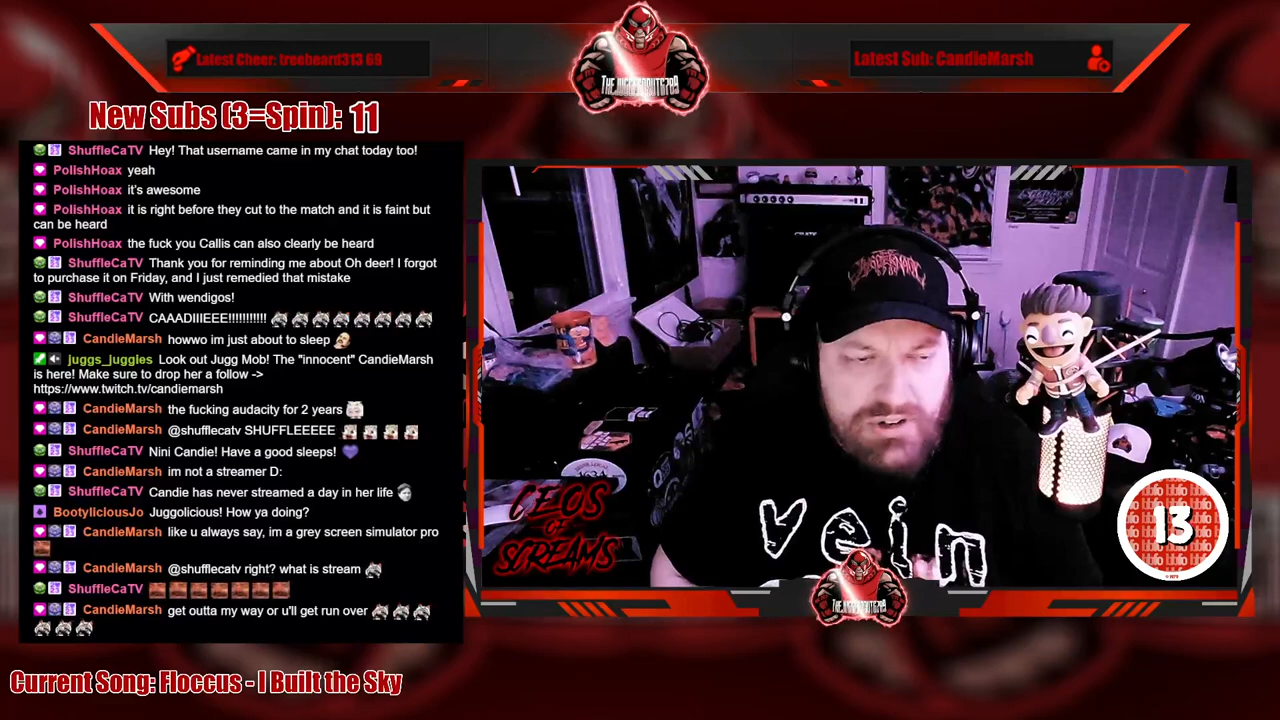 Latest Cheer: treebeard313 69
THEJUGGERNAUT6789
Latest Sub: CandieMarsh
New Subs (3=Spin): 11
ShuffleCaTV Hey! That username came in my chat today too!
PolishHoax yeah
PolishHoax it's awesome
PolishHoax it is right before they cut to the match and it is faint but
can be heard
PolishHoax the fuck you Callis can also clearly be heard
ShuffleCaTV Thank you for reminding me about Oh deer! I forgot
to purchase it on Friday, and I just remedied that mistake
ShuffleCaTV With wendigos!
ShuffleCaTV CAAADIIIEEE!!!!!!!!!!!
CandieMarsh howwo im just about to sleep
juggs_juggies Look out Jugg Mob! The "innocent" CandieMarsh
is here! Make sure to drop her a follow ->
https://www.twitch.tv/candiemarsh
CandieMarsh the fucking audacity for 2 years
CandieMarsh @shufflecatv SHUFFLEEEEE
ShuffleCaTV Nini Candie! Have a good sleeps!
CandieMarsh im not a streamer D:
ShuffleCaTV Candie has never streamed a day in her life
BootyliciousJo Juggolicious! How ya doing?
CandieMarsh like u always say, im a grey screen simulator pro
CandieMarsh @shufflecatv right? what is stream
ShuffleCaTV
CandieMarsh get outta my way or u'll get run over
CRATE
vein
CEOS
OF
SCREAMS
13
Current Song: Floccus - I Built the Sky